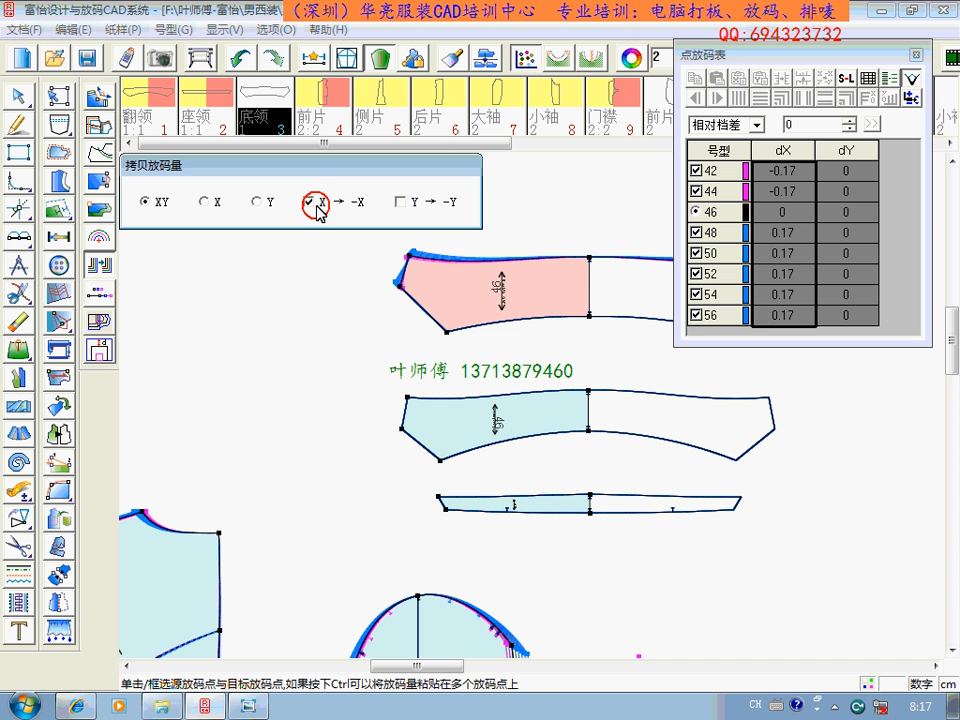 富怡设计与放码CAD系统 - [F:\叶师傅-富怡\男西装\
（深圳）华亮服装CAD培训中心 专业培训：电脑打板、放码、排唛
文档(F) 编辑(E) 纸样(P) 号型(G) 显示(V) 选项(O) 帮助(H)
QQ:694323732
2
翻领 1:1 1
座领 1:1 2
底领 1 3
前片 2:2 4
侧片 2 5
后片 2 6
大袖 2 7
小袖 2 8
门襟 2:2 9
拷贝放码量
XY X Y X → -X Y → -Y
点放码表
S-L
相对档差 0
号型 dX dY
42 -0.17 0
44 -0.17 0
46 0 0
48 0.17 0
50 0.17 0
52 0.17 0
54 0.17 0
56 0.17 0
46
叶师傅 13713879460
46
单击/框选源放码点与目标放码点,如果按下Ctrl可以将放码量粘贴在多个放码点上
数字 cm
CH
8:17